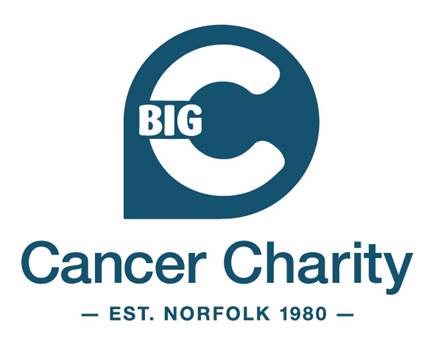 BIG C
Cancer Charity
— EST. NORFOLK 1980 —